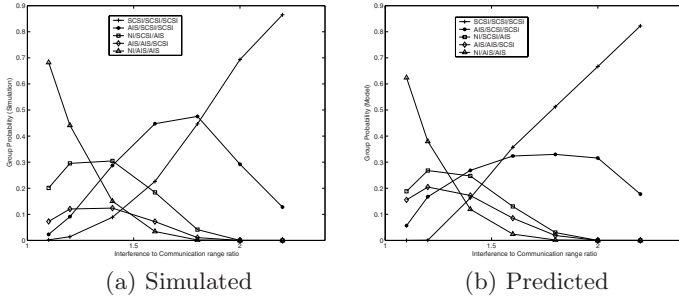 0.9
0.8
0.7
0.6
0.5
0.4
0.3
0.2
0.1
0
Group Probability (Simulation)
SCSI/SCSI/SCSI
AIS/SCSI/SCSI
NI/SCSI/AIS
AIS/AIS/SCSI
NI/AIS/AIS
1
1.5
2
Interference to Communication range ratio
(a) Simulated
0.9
0.8
0.7
0.6
0.5
0.4
0.3
0.2
0.1
0
Group Probability (Model)
SCSI/SCSI/SCSI
AIS/SCSI/SCSI
NI/SCSI/AIS
AIS/AIS/SCSI
NI/AIS/AIS
1
1.5
2
Interference to Communication range ratio
(b) Predicted